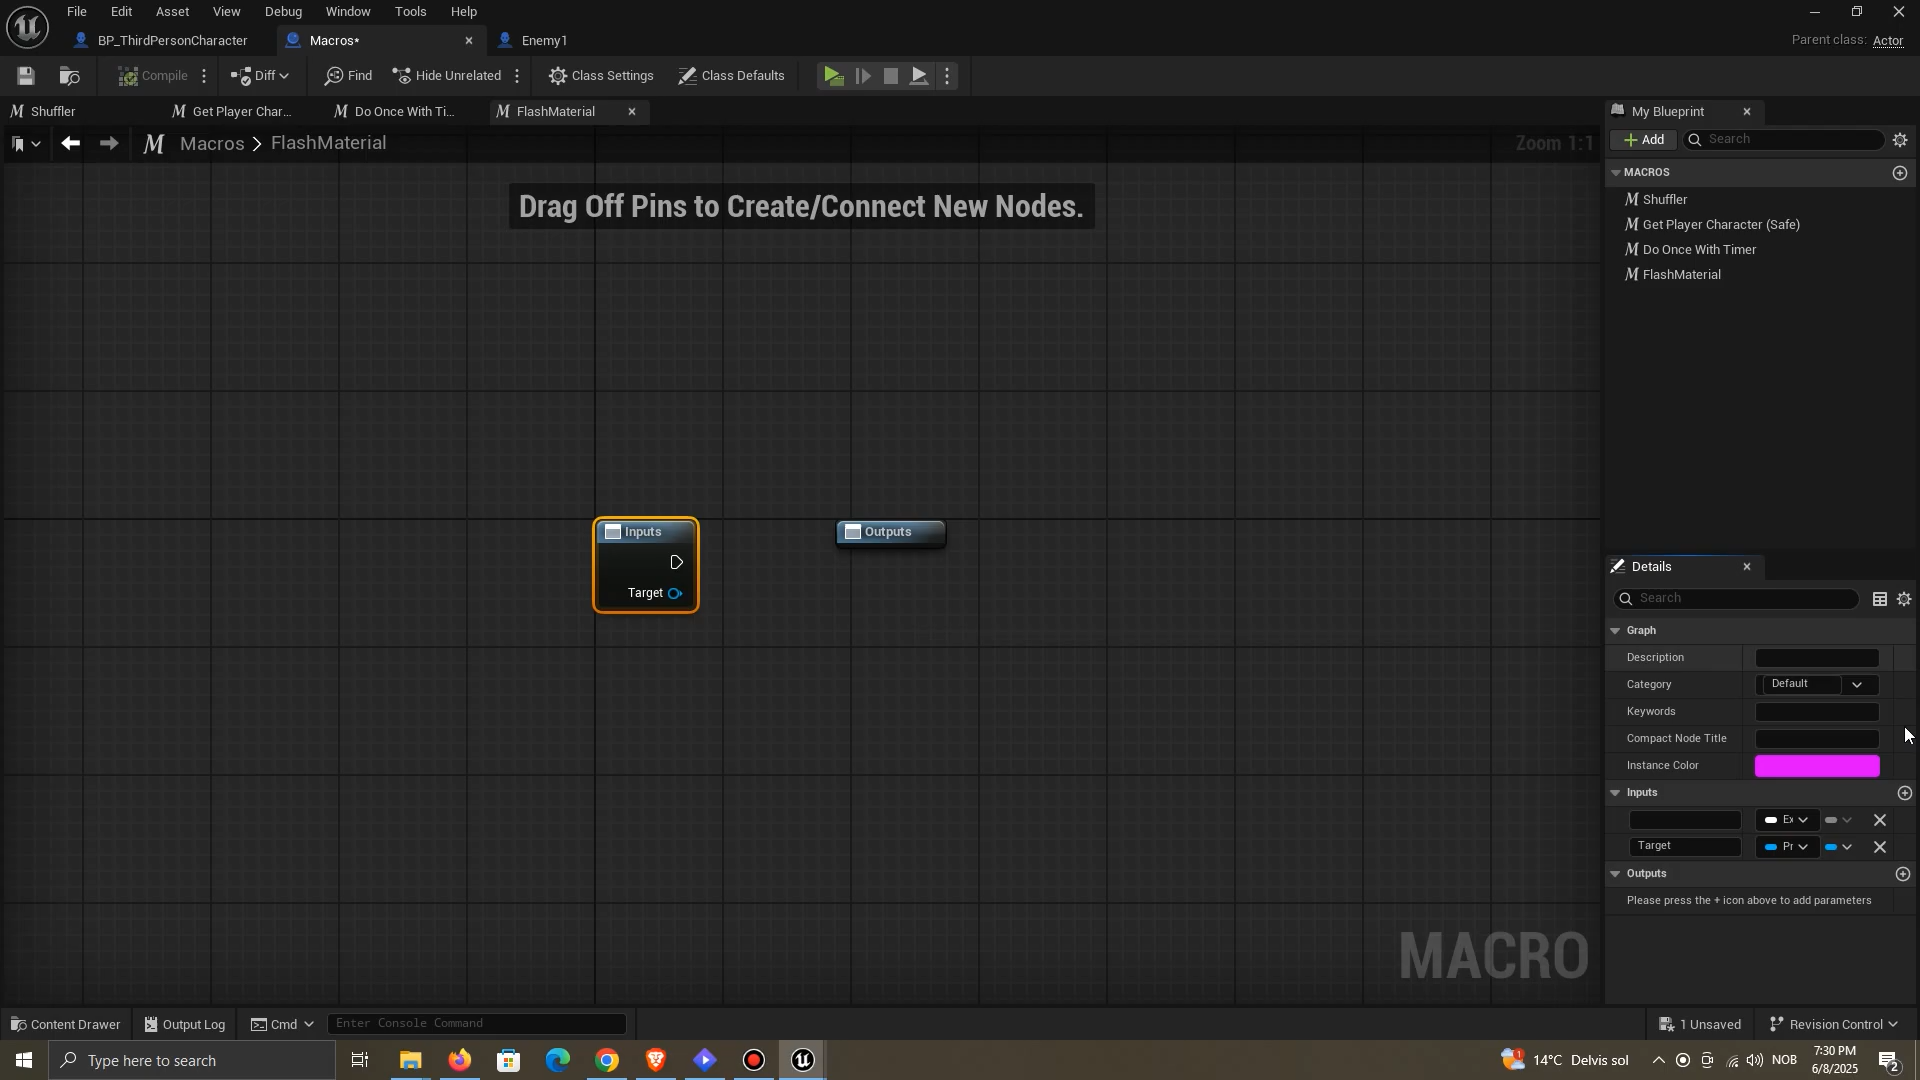 File Edit Asset View Debug Window Tools Help
BP_ThirdPersonCharacter Macros* Enemy1 Parent class: Actor
Compile Diff Find Hide Unrelated Class Settings Class Defaults
Shuffler Get Player Char... Do Once With Ti... FlashMaterial
Macros > FlashMaterial Zoom 1:1
Drag Off Pins to Create/Connect New Nodes.
Inputs
Target
Outputs
MACRO
My Blueprint
Add Search
MACROS
Shuffler
Get Player Character (Safe)
Do Once With Timer
FlashMaterial
Details
Search
Graph
Description
Category Default
Keywords
Compact Node Title
Instance Color
Inputs
Ex
Target Pr
Outputs
Please press the + icon above to add parameters
Content Drawer Output Log Cmd Enter Console Command 1 Unsaved Revision Control
Type here to search 14°C Delvis sol NOB 7:30 PM
6/8/2025 2